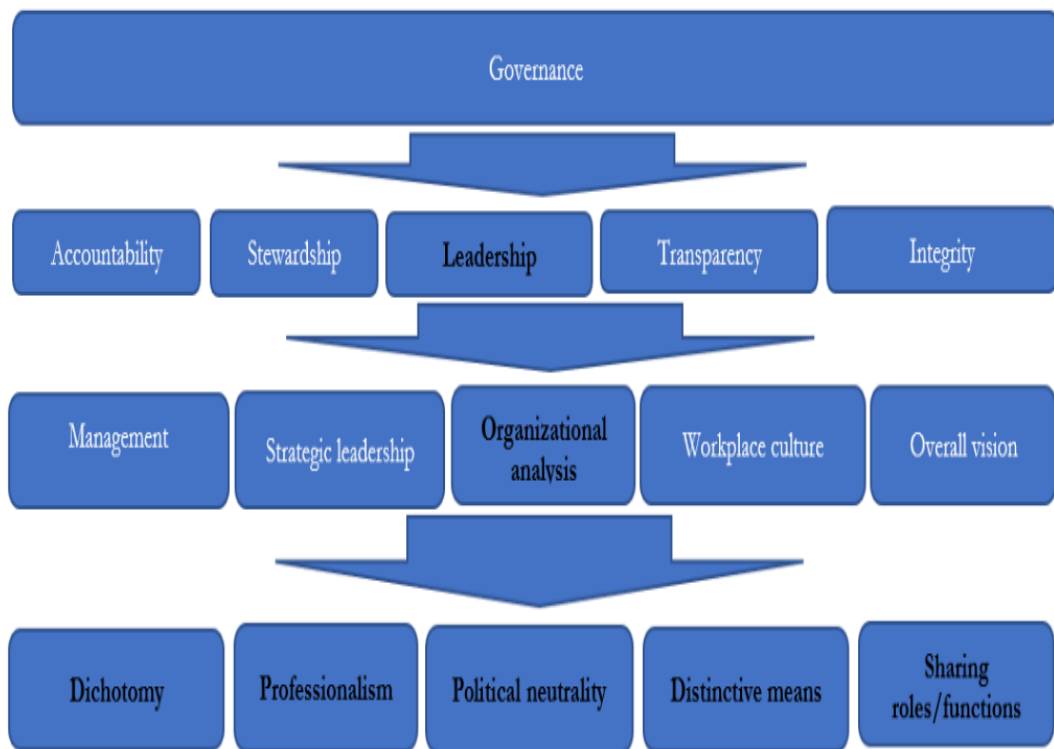 Governance
Accountability
Stewardship
Leadership
Transparency
Integrity
Management
Strategic leadership
Organizational
analysis
Workplace culture
Overall vision
Dichotomy
Professionalism
Political neutrality
Distinctive means
Sharing
roles/functions